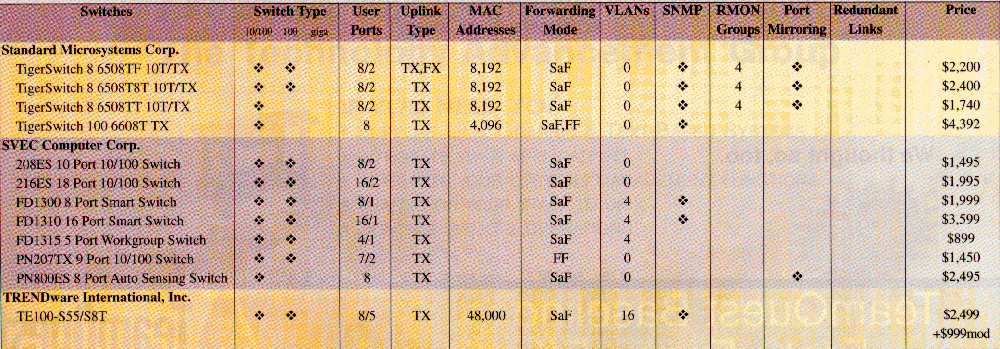 Switches Switch Type User Uplink MAC Forwarding VLANs SNMP RMON Port Redundant Price
10/100 100 giga Ports Type Addresses Mode Groups Mirroring Links
Standard Microsystems Corp.
TigerSwitch 8 6508TF 10T/TX ❖ ❖ 8/2 TX,FX 8,192 SaF 0 ❖ 4 ❖ $2,200
TigerSwitch 8 6508T8T 10T/TX ❖ ❖ 8/2 TX 8,192 SaF 0 ❖ 4 ❖ $2,400
TigerSwitch 8 6508TT 10T/TX ❖ 8/2 TX 8,192 SaF 0 ❖ 4 ❖ $1,740
TigerSwitch 100 6608T TX ❖ 8 TX 4,096 SaF,FF 0 ❖ $4,392
SVEC Computer Corp.
208ES 10 Port 10/100 Switch ❖ ❖ 8/2 TX SaF 0 $1,495
216ES 18 Port 10/100 Switch ❖ ❖ 16/2 TX SaF 0 $1,995
FD1300 8 Port Smart Switch ❖ ❖ 8/1 TX SaF 4 ❖ $1,999
FD1310 16 Port Smart Switch ❖ ❖ 16/1 TX SaF 4 ❖ $3,599
FD1315 5 Port Workgroup Switch ❖ ❖ 4/1 TX SaF 4 $899
PN207TX 9 Port 10/100 Switch ❖ ❖ 7/2 TX FF 0 $1,450
PN800ES 8 Port Auto Sensing Switch ❖ 8 TX SaF 0 ❖ $2,495
TRENDware International, Inc.
TE100-S55/S8T ❖ ❖ 8/5 TX 48,000 SaF 16 ❖ $2,499
+$999mod